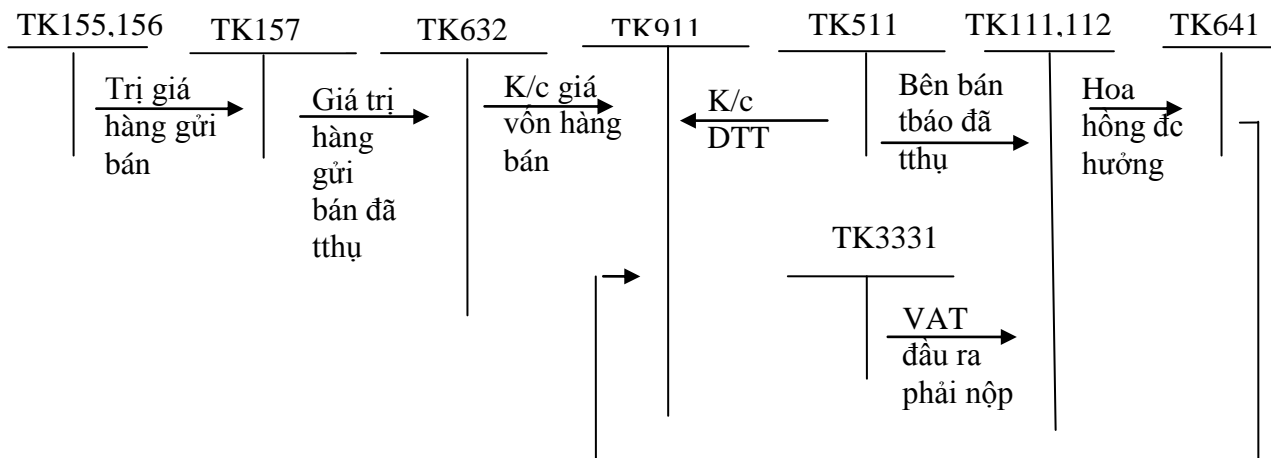 TK155,156
TK157
TK632
TK911
TK511
TK111,112
TK641
Trị giá
hàng gửi
bán
Giá trị
hàng
gửi
bán đã
tthụ
K/c giá
vốn hàng
bán
K/c
DTT
Bên bán
tbáo đã
tthụ
Hoa
hồng đc
hưởng
TK3331
VAT
đầu ra
phải nộp